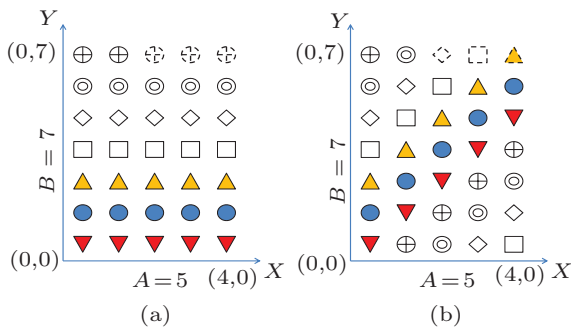 Y
(0,7)
B = 7
(0,0)
A=5
(4,0)
X
(a)
Y
(0,7)
B = 7
(0,0)
A=5
(4,0)
X
(b)